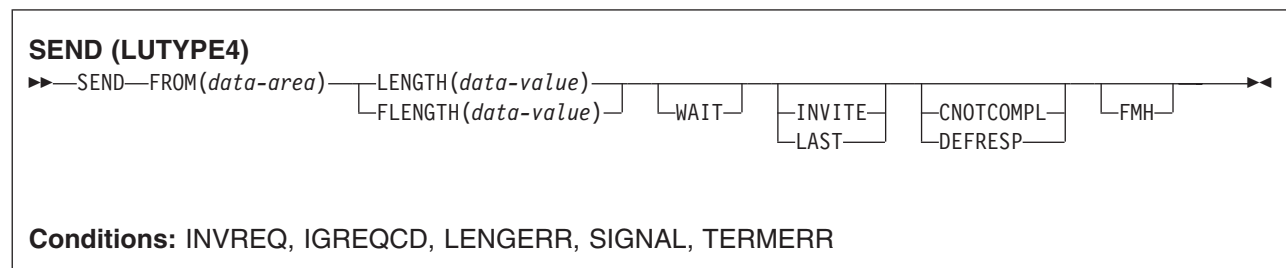 SEND (LUTYPE4)
SEND FROM(data-area) LENGTH(data-value)
FLENGTH(data-value) WAIT INVITE CNOTCOMPL FMH
LAST DEFRESP
Conditions: INVREQ, IGREQCD, LENGERR, SIGNAL, TERMERR